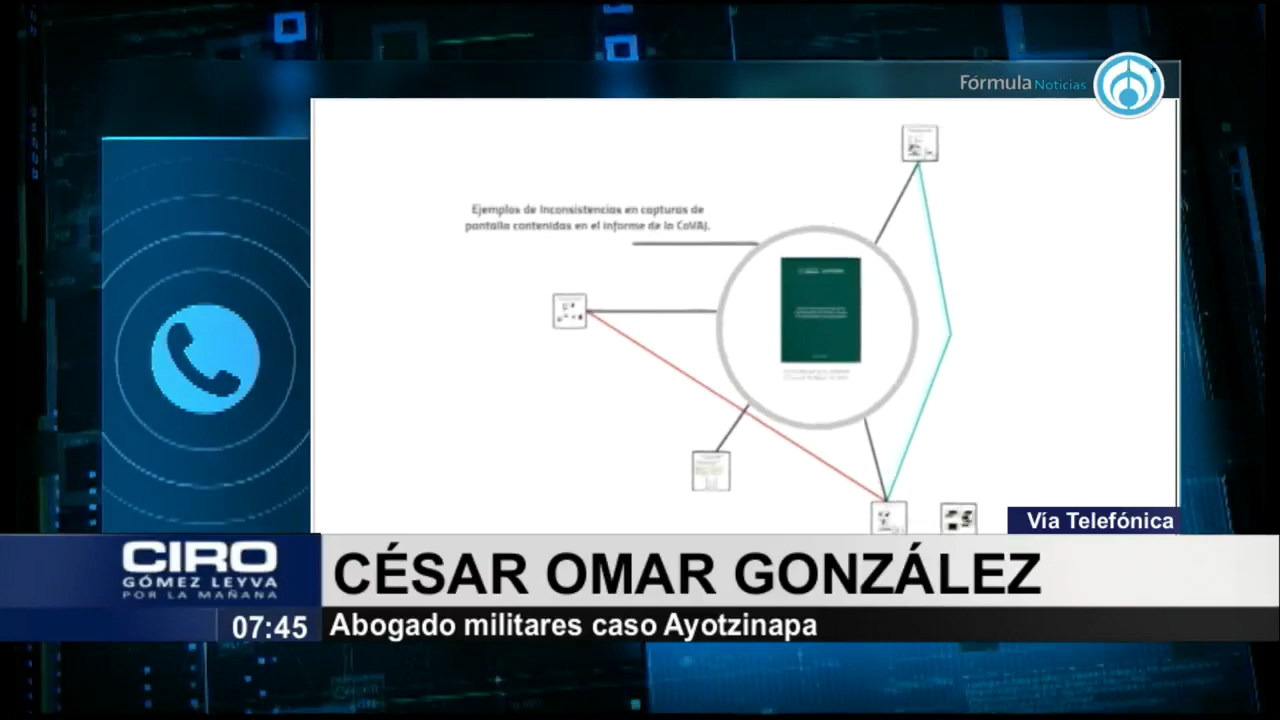 Fórmula Noticias
Ejemplos de Inconsistencias en capturas de
pantalla contenidas en el informe de la CoVAJ.
Vía Telefónica
CIRO
GÓMEZ LEYVA
POR LA MAÑANA
CÉSAR OMAR GONZÁLEZ
07:45
Abogado militares caso Ayotzinapa